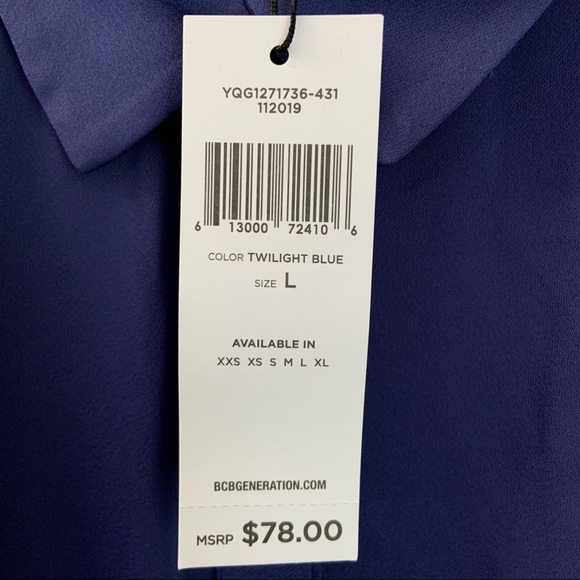 YQG1271736-431
112019
6 13000 72410 6
COLOR TWILIGHT BLUE
SIZE L
AVAILABLE IN
XXS XS S M L XL
BCBGENERATION.COM
MSRP $78.00